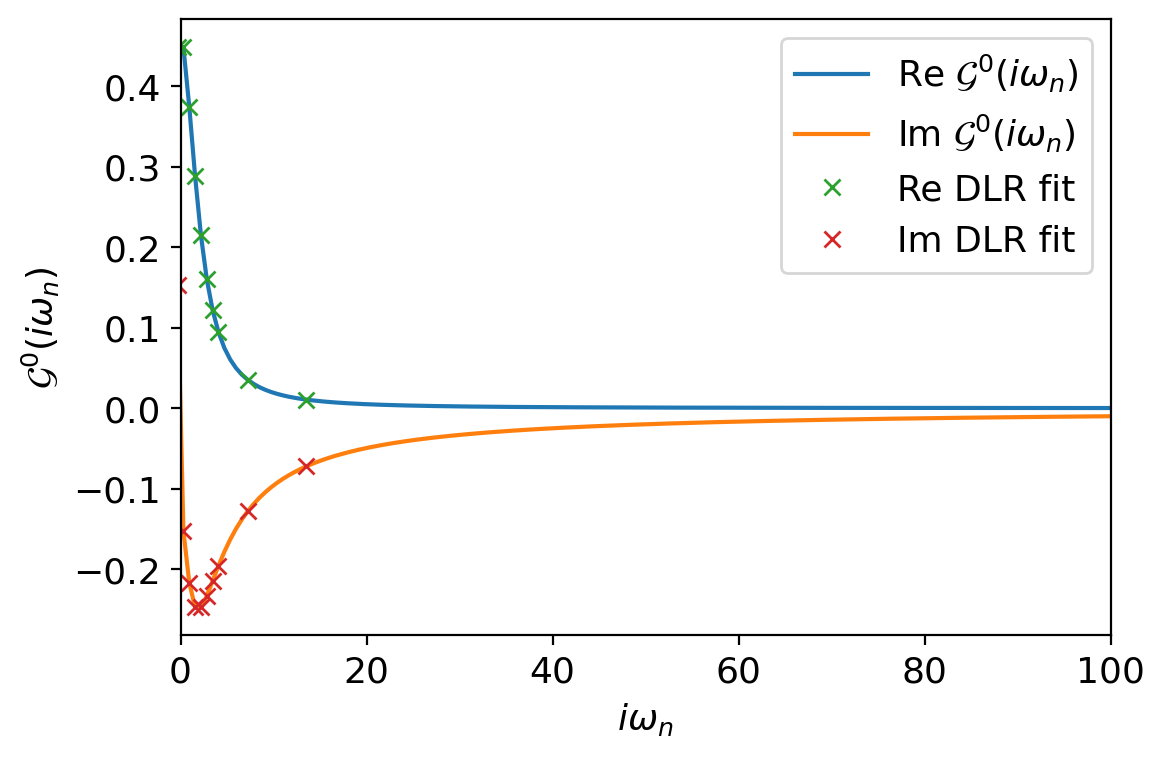 Re 𝒢⁰(iωₙ)
Im 𝒢⁰(iωₙ)
Re DLR fit
Im DLR fit
𝒢⁰(iωₙ)
0.4
0.3
0.2
0.1
0.0
−0.1
−0.2
0 20 40 60 80 100
iωₙ